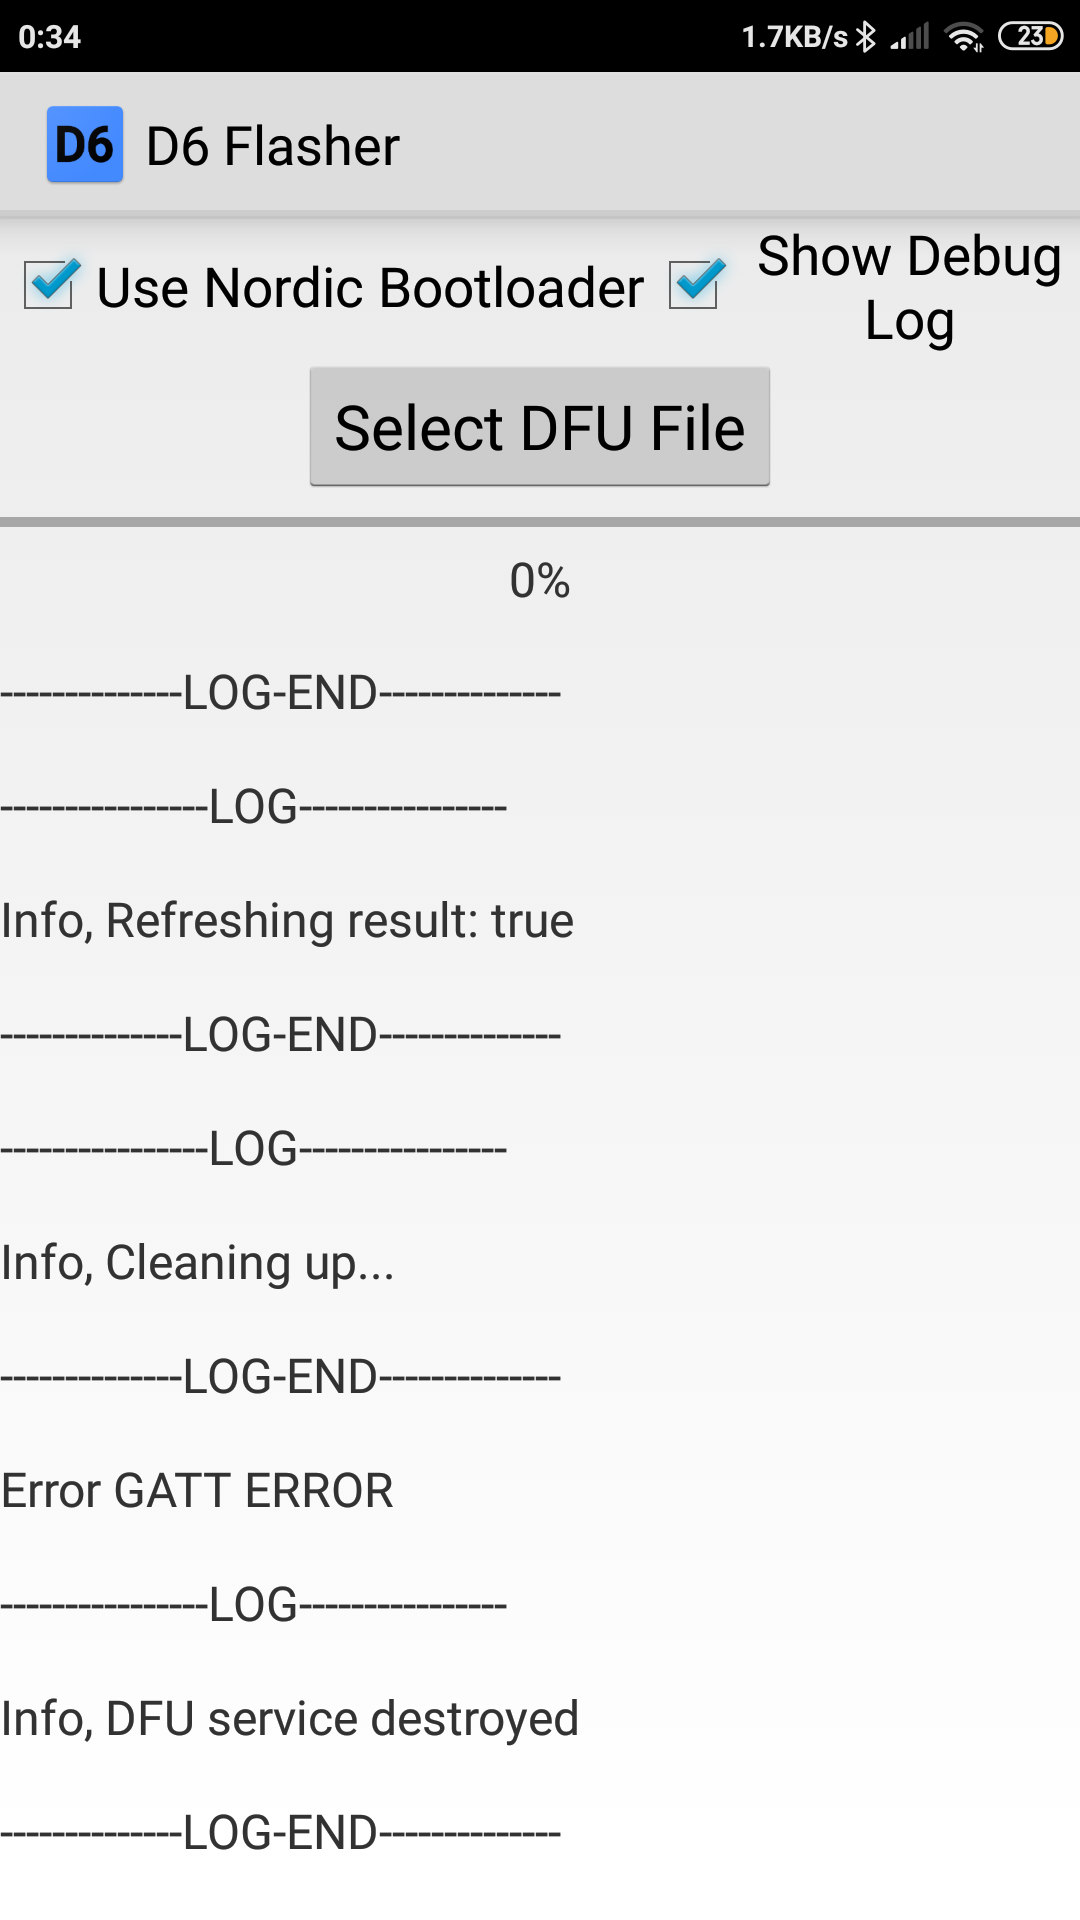 0:34
1.7KB/s
23
D6 D6 Flasher
Use Nordic Bootloader
Show Debug
Log
Select DFU File
0%
--------------LOG-END--------------
----------------LOG----------------
Info, Refreshing result: true
--------------LOG-END--------------
----------------LOG----------------
Info, Cleaning up...
--------------LOG-END--------------
Error GATT ERROR
----------------LOG----------------
Info, DFU service destroyed
--------------LOG-END--------------